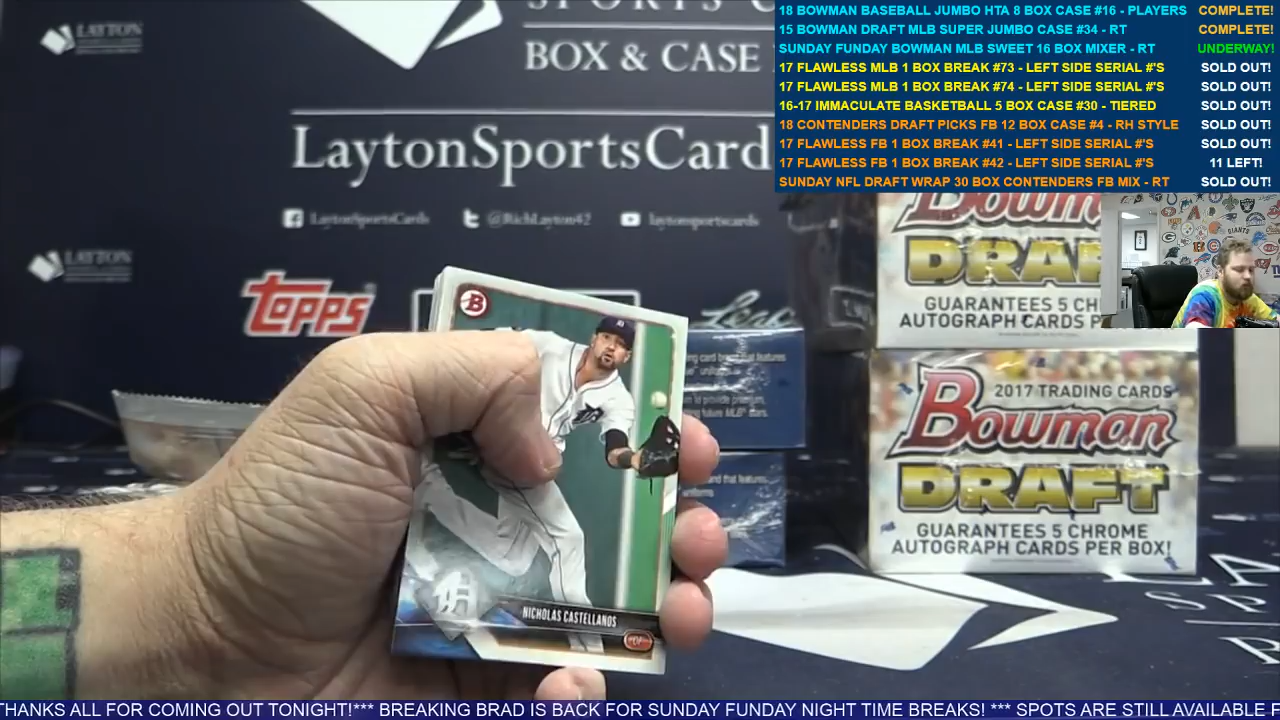 18 BOWMAN BASEBALL JUMBO HTA 8 BOX CASE #16 - PLAYERS COMPLETE!
15 BOWMAN DRAFT MLB SUPER JUMBO CASE #34 - RT COMPLETE!
SUNDAY FUNDAY BOWMAN MLB SWEET 16 BOX MIXER - RT UNDERWAY!
17 FLAWLESS MLB 1 BOX BREAK #73 - LEFT SIDE SERIAL #'S SOLD OUT!
17 FLAWLESS MLB 1 BOX BREAK #74 - LEFT SIDE SERIAL #'S SOLD OUT!
16-17 IMMACULATE BASKETBALL 5 BOX CASE #30 - TIERED SOLD OUT!
18 CONTENDERS DRAFT PICKS FB 12 BOX CASE #4 - RH STYLE SOLD OUT!
17 FLAWLESS FB 1 BOX BREAK #41 - LEFT SIDE SERIAL #'S SOLD OUT!
17 FLAWLESS FB 1 BOX BREAK #42 - LEFT SIDE SERIAL #'S 11 LEFT!
SUNDAY NFL DRAFT WRAP 30 BOX CONTENDERS FB MIX - RT SOLD OUT!
LAYTON
BOX & CASE
LaytonSportsCard
LaytonSportsCards
@RichLayton42
laytonsportscards
LAYTON
topps
Leaf
B
NICHOLAS CASTELLANOS
OF
Bowm
DRA
GUARANTEES 5 CH
AUTOGRAPH CARDS P
GIANTS
2017 TRADING CARDS
Bowman
DRAFT
GUARANTEES 5 CHROME
AUTOGRAPH CARDS PER BOX!
THANKS ALL FOR COMING OUT TONIGHT!*** BREAKING BRAD IS BACK FOR SUNDAY FUNDAY NIGHT TIME BREAKS! *** SPOTS ARE STILL AVAILABLE F